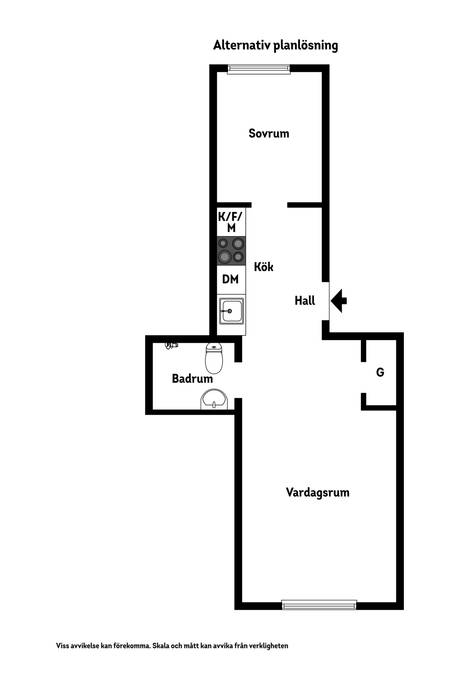 Alternativ planlösning
Sovrum
K/F/
M
Kök
DM
Hall
Badrum
G
Vardagsrum
Viss avvikelse kan förekomma. Skala och mått kan avvika från verkligheten